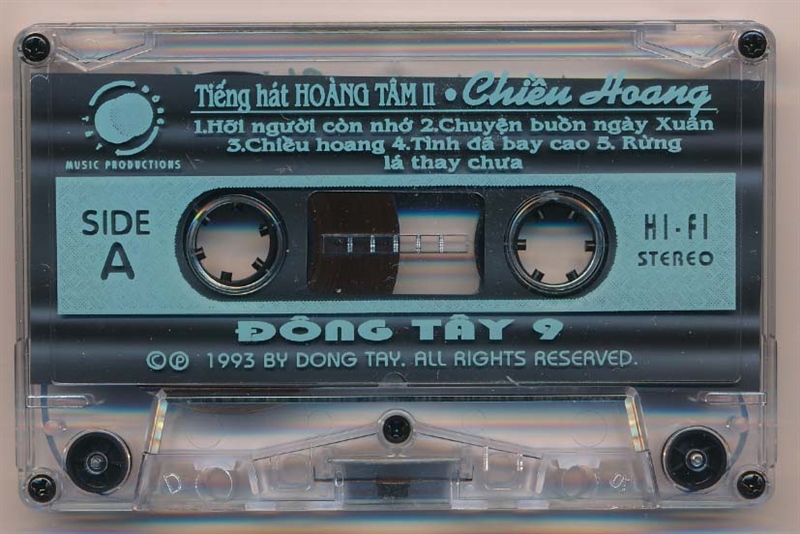 Tiếng hát HOÀNG TÂM II • Chiều Hoang
1.Hỡi người còn nhớ 2.Chuyện buồn ngày Xuân
3.Chiều hoang 4.Tình đã bay cao 5. Rừng
lá thay chưa
MUSIC PRODUCTIONS
SIDE
A
HI-FI
STEREO
ĐÔNG TÂY 9
©℗ 1993 BY DONG TAY. ALL RIGHTS RESERVED.